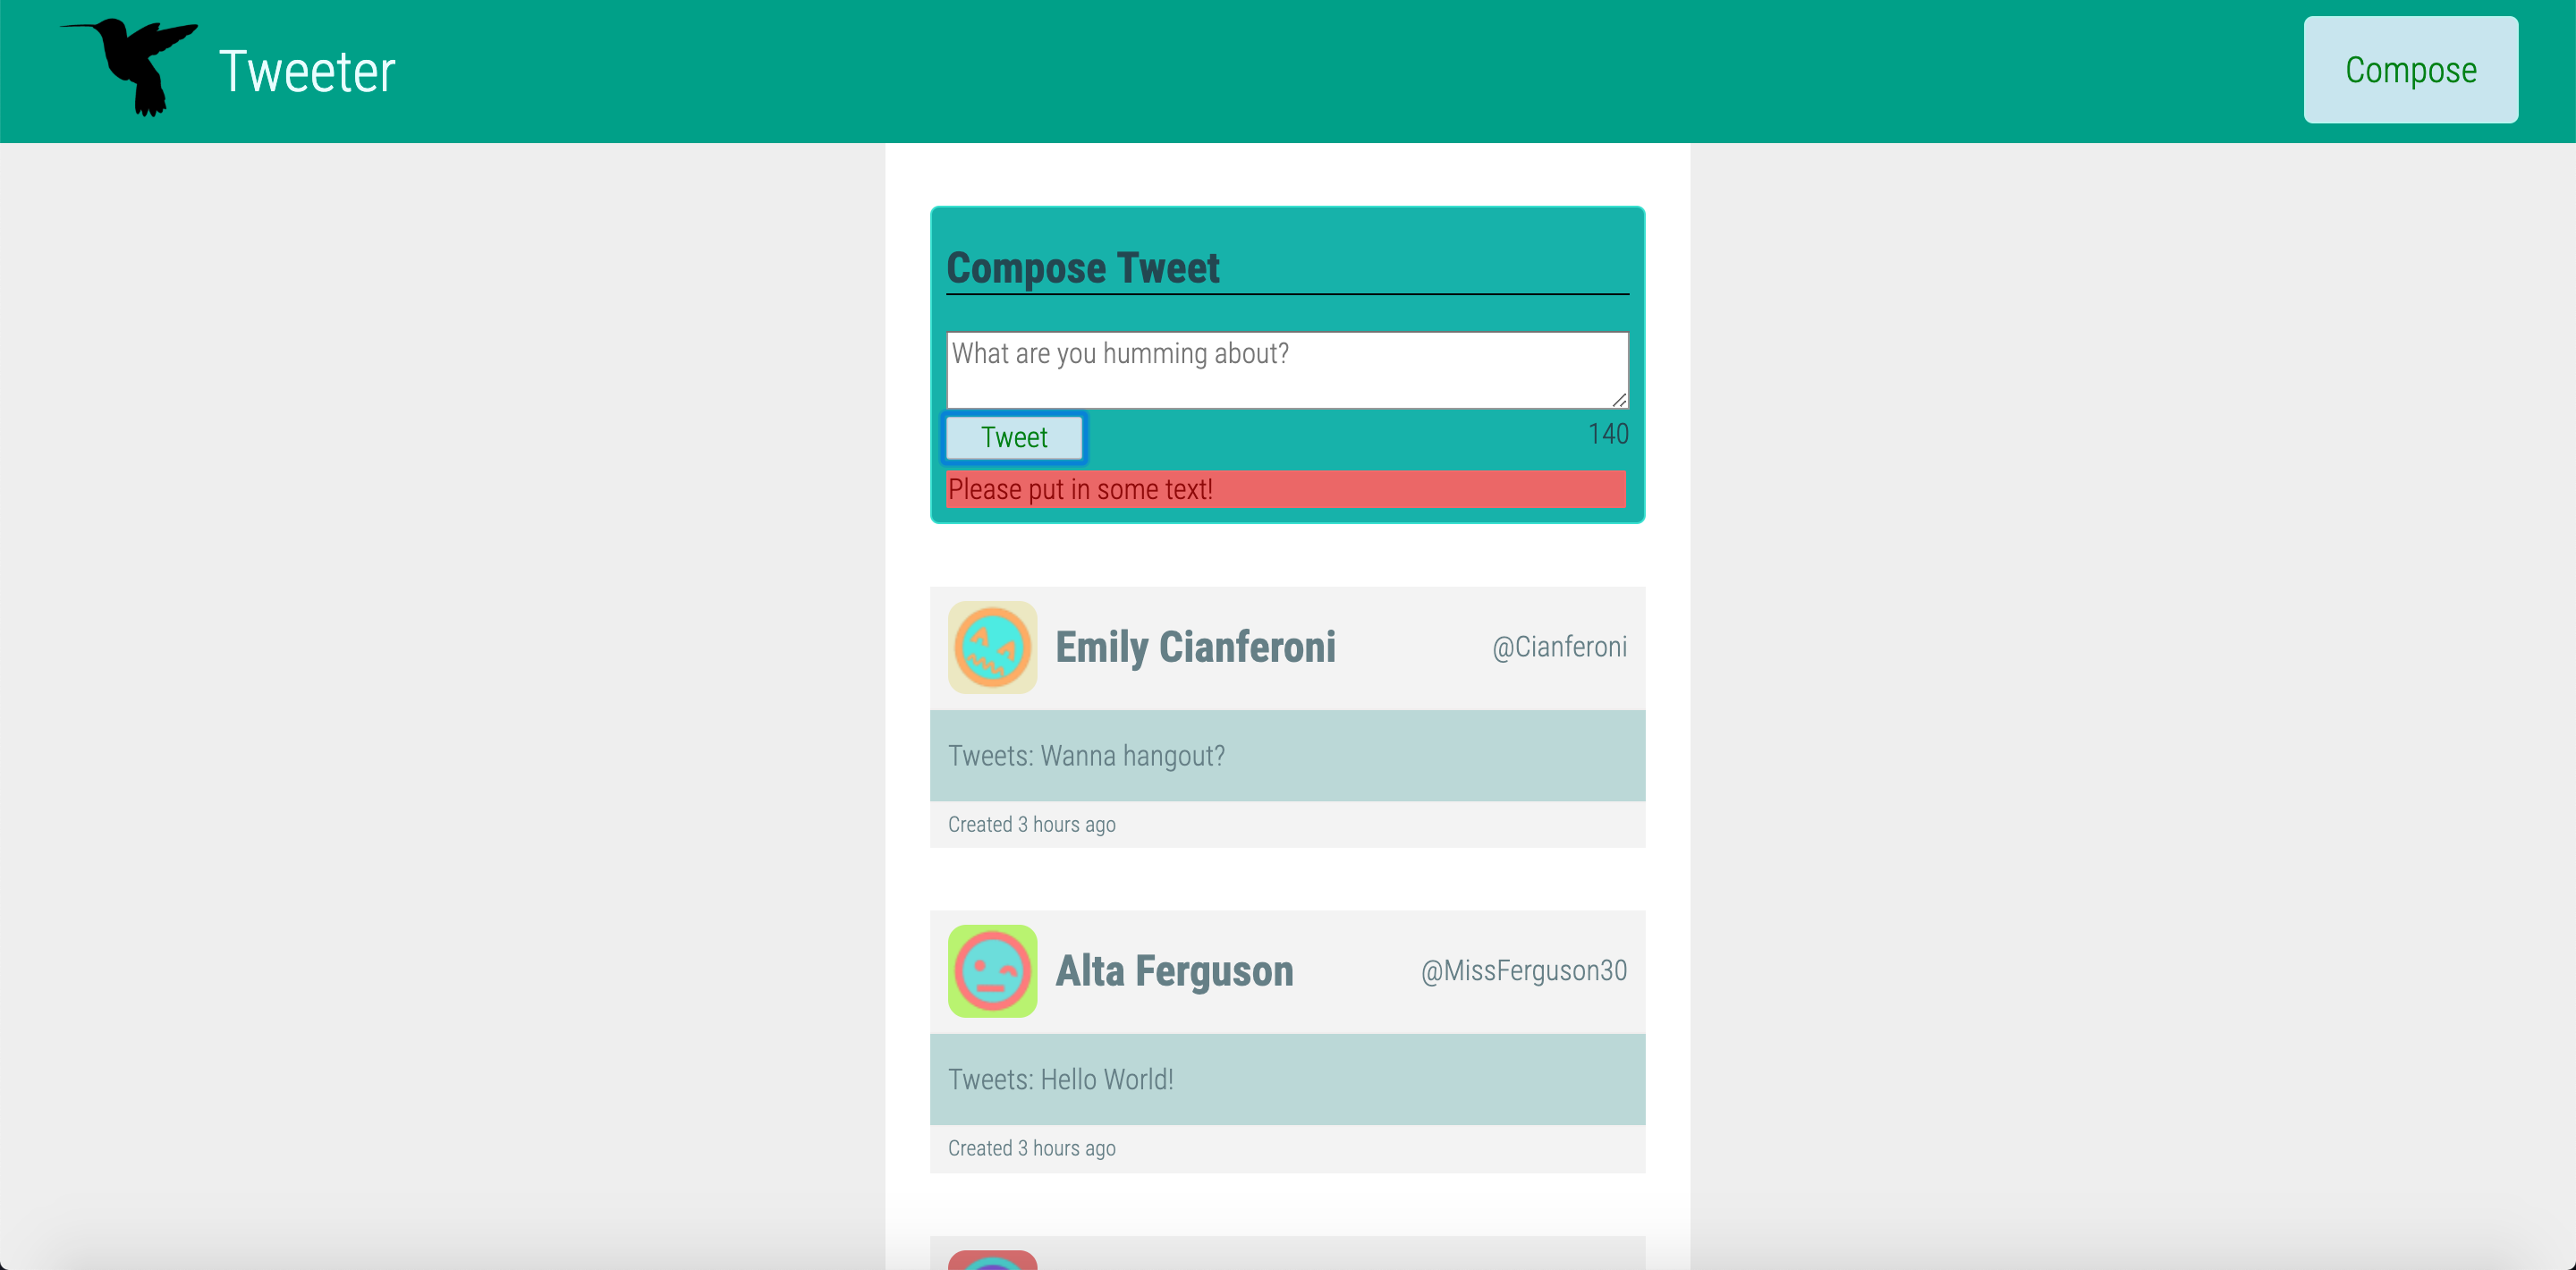 Tweeter
Compose
Compose Tweet
What are you humming about?
Tweet
140
Please put in some text!
Emily Cianferoni
@Cianferoni
Tweets: Wanna hangout?
Created 3 hours ago
Alta Ferguson
@MissFerguson30
Tweets: Hello World!
Created 3 hours ago